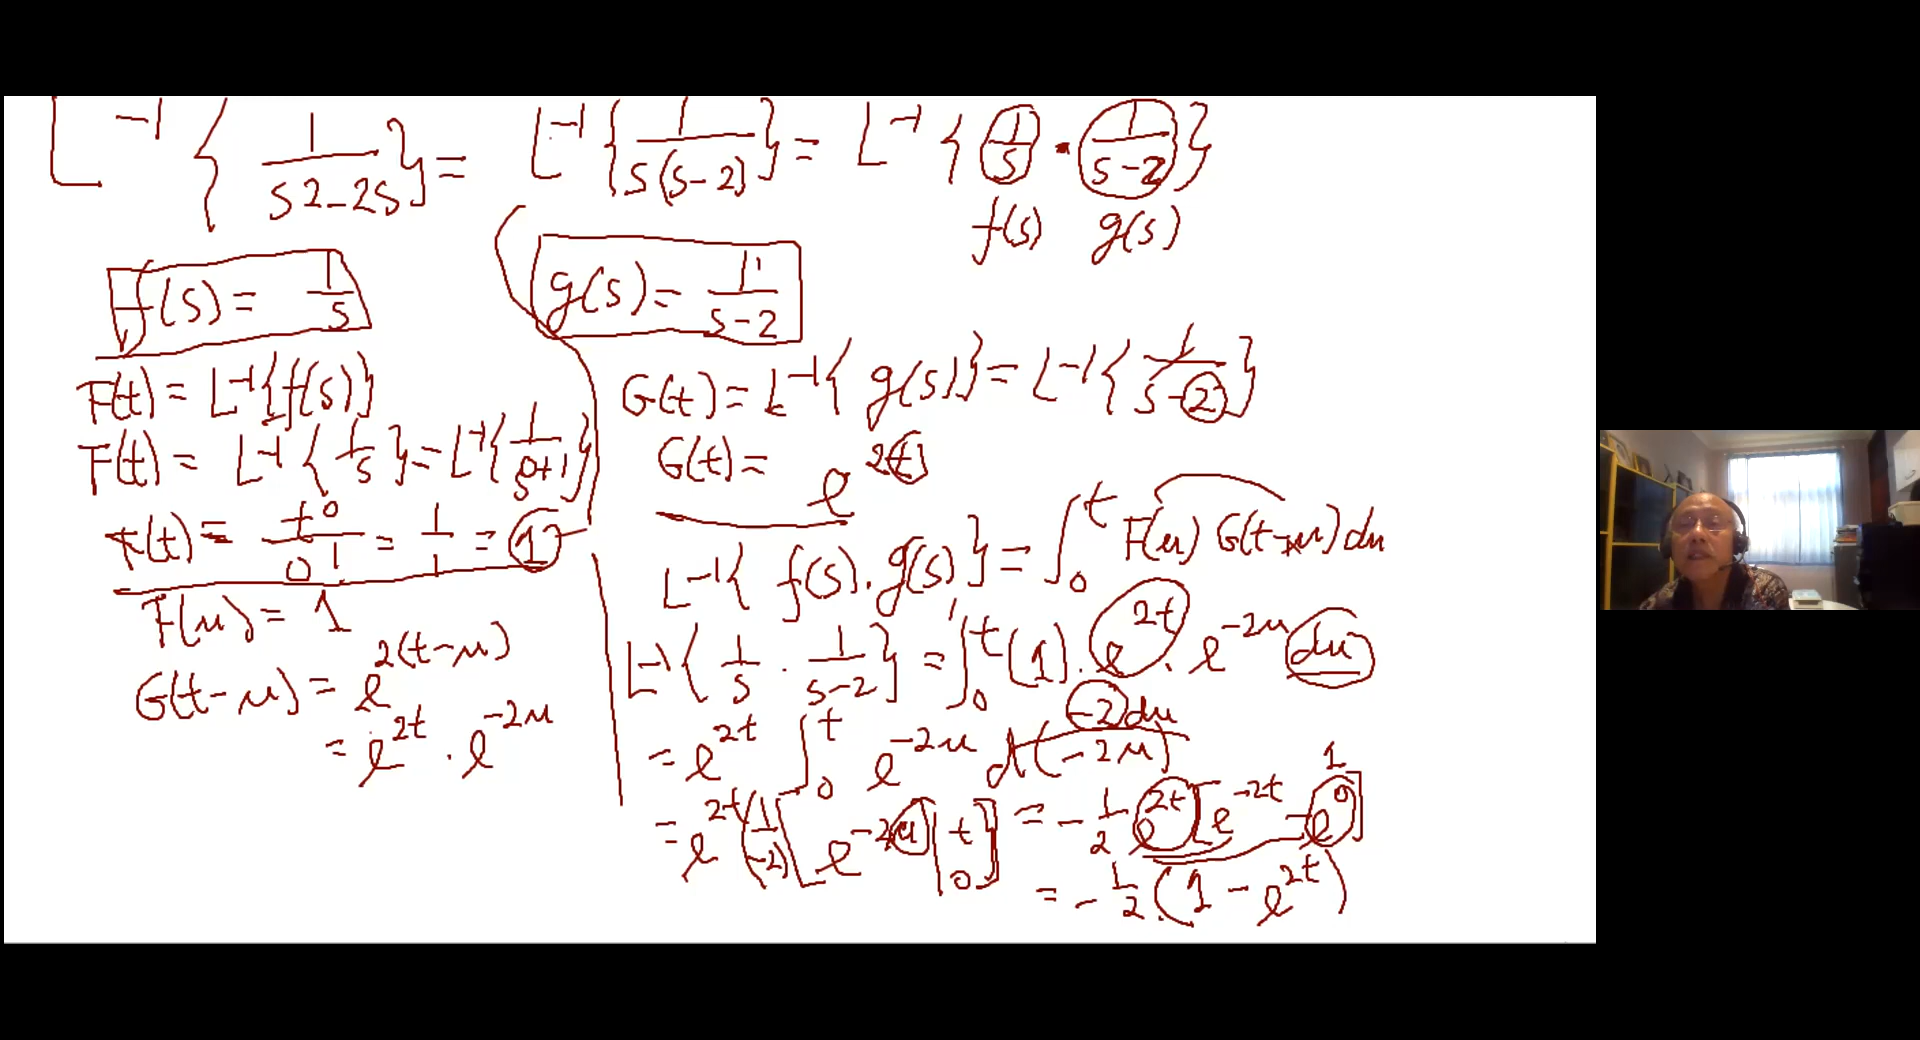 L⁻¹ { 1/(s2-2s) } = L⁻¹ { 1/(s(s-2)) } = L⁻¹ { 1/s · 1/(s-2) }
f(s) g(s)
f(s) = 1/s
g(s) = 1/(s-2)
F(t) = L⁻¹{f(s)}
F(t) = L⁻¹ { 1/s } = L⁻¹ { 1/s⁰⁺¹ }
F(t) = t⁰/0! = 1/1 = 1
F(u) = 1
G(t-u) = e^2(t-u)
= e^2t · e^-2u
G(t) = L⁻¹ { g(s) } = L⁻¹ { 1/(s-2) }
G(t) = e^2t
L⁻¹ { f(s) . g(s) } = ∫₀ᵗ F(u) G(t-u) du
L⁻¹ { 1/s · 1/(s-2) } = ∫₀ᵗ (1) · e^2t · e^-2u du
-2 du
= e^2t ∫₀ᵗ e^-2u d(-2u)
= e^2t (1/-2) [ e^-2u |₀ᵗ ] = -1/2 e^2t [ e^-2t - e^0 ]
1
= -1/2 . (1 - e^2t)